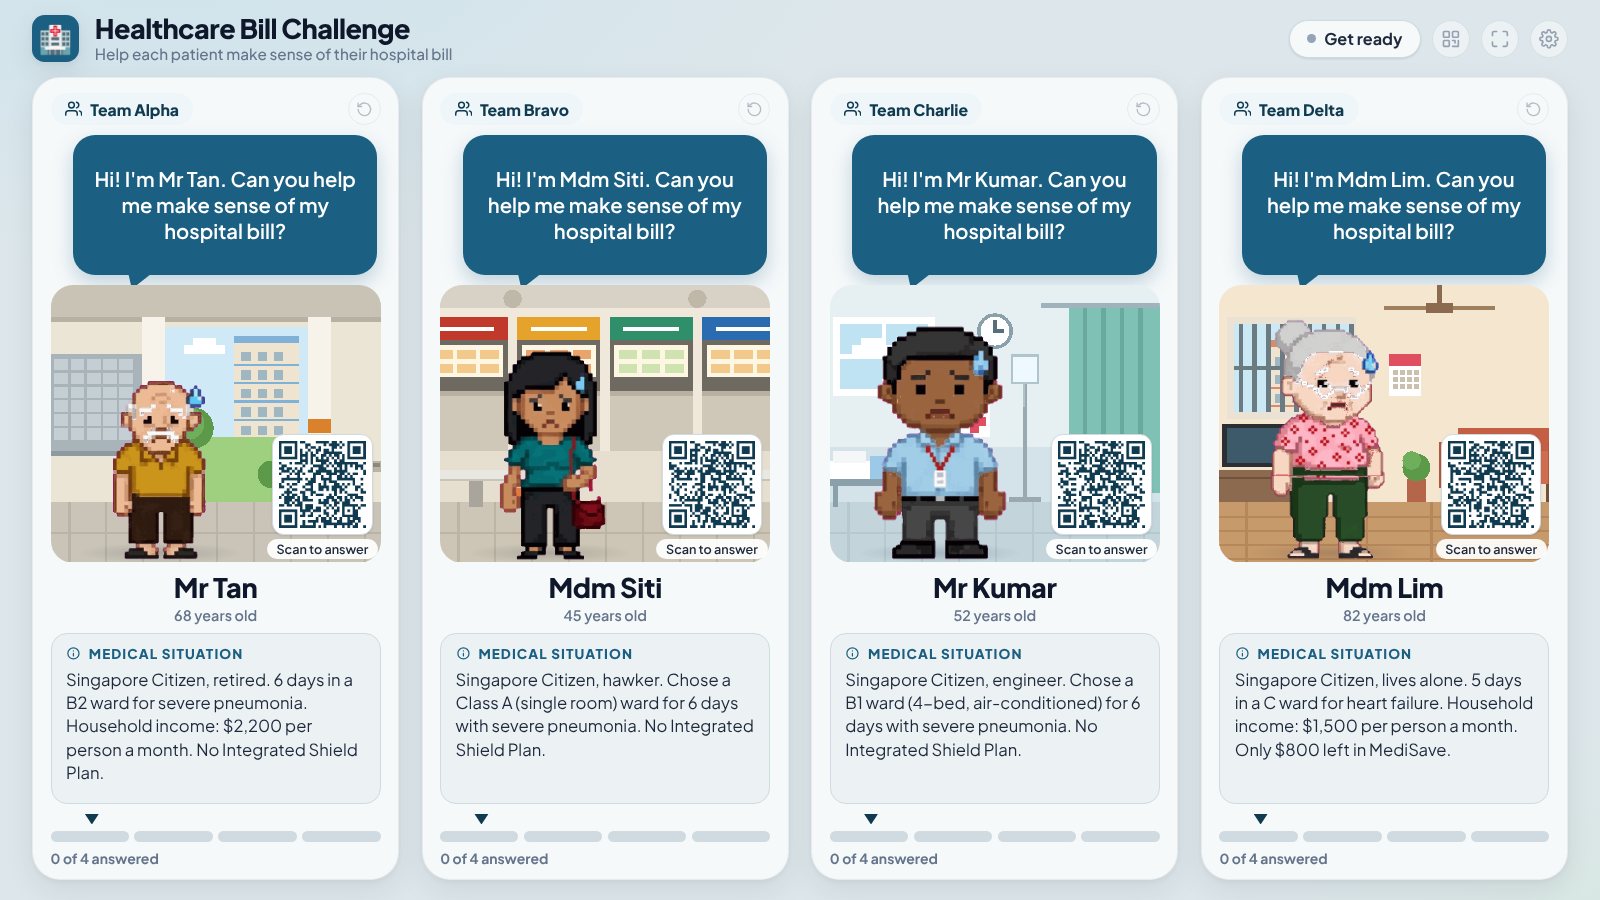 Healthcare Bill Challenge
Help each patient make sense of their hospital bill
Get ready
Team Alpha
Hi! I'm Mr Tan. Can you help
me make sense of my
hospital bill?
Scan to answer
Mr Tan
68 years old
MEDICAL SITUATION
Singapore Citizen, retired. 6 days in a
B2 ward for severe pneumonia.
Household income: $2,200 per
person a month. No Integrated Shield
Plan.
0 of 4 answered
Team Bravo
Hi! I'm Mdm Siti. Can you
help me make sense of my
hospital bill?
Scan to answer
Mdm Siti
45 years old
MEDICAL SITUATION
Singapore Citizen, hawker. Chose a
Class A (single room) ward for 6 days
with severe pneumonia. No Integrated
Shield Plan.
0 of 4 answered
Team Charlie
Hi! I'm Mr Kumar. Can you
help me make sense of my
hospital bill?
Scan to answer
Mr Kumar
52 years old
MEDICAL SITUATION
Singapore Citizen, engineer. Chose a
B1 ward (4-bed, air-conditioned) for 6
days with severe pneumonia. No
Integrated Shield Plan.
0 of 4 answered
Team Delta
Hi! I'm Mdm Lim. Can you
help me make sense of my
hospital bill?
Scan to answer
Mdm Lim
82 years old
MEDICAL SITUATION
Singapore Citizen, lives alone. 5 days
in a C ward for heart failure. Household
income: $1,500 per person a month.
Only $800 left in MediSave.
0 of 4 answered